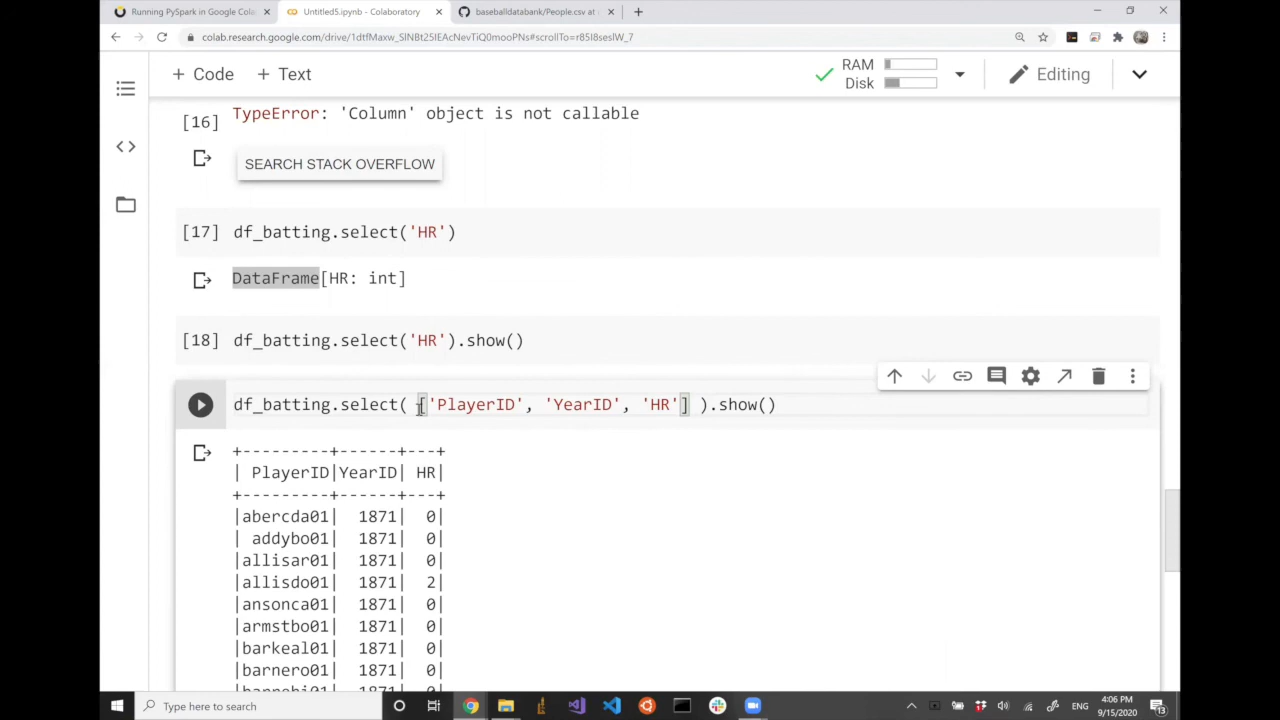 Running PySpark in Google Cola
Untitled5.ipynb - Colaboratory
baseballdatabank/People.csv at
colab.research.google.com/drive/1dtfMaxw_SlNBt25IEAcNevTiQ0mooPNs#scrollTo=r85I8seslW_7
+ Code + Text
RAM
Disk
Editing
[16] TypeError: 'Column' object is not callable
SEARCH STACK OVERFLOW
[17] df_batting.select('HR')
DataFrame[HR: int]
[18] df_batting.select('HR').show()
df_batting.select( ['PlayerID', 'YearID', 'HR'] ).show()
+---------+------+---+
| PlayerID|YearID| HR|
+---------+------+---+
|abercda01| 1871| 0|
| addybo01| 1871| 0|
|allisar01| 1871| 0|
|allisdo01| 1871| 2|
|ansonca01| 1871| 0|
|armstbo01| 1871| 0|
|barkeal01| 1871| 0|
|barnero01| 1871| 0|
Type here to search
ENG
4:06 PM
9/15/2020
13